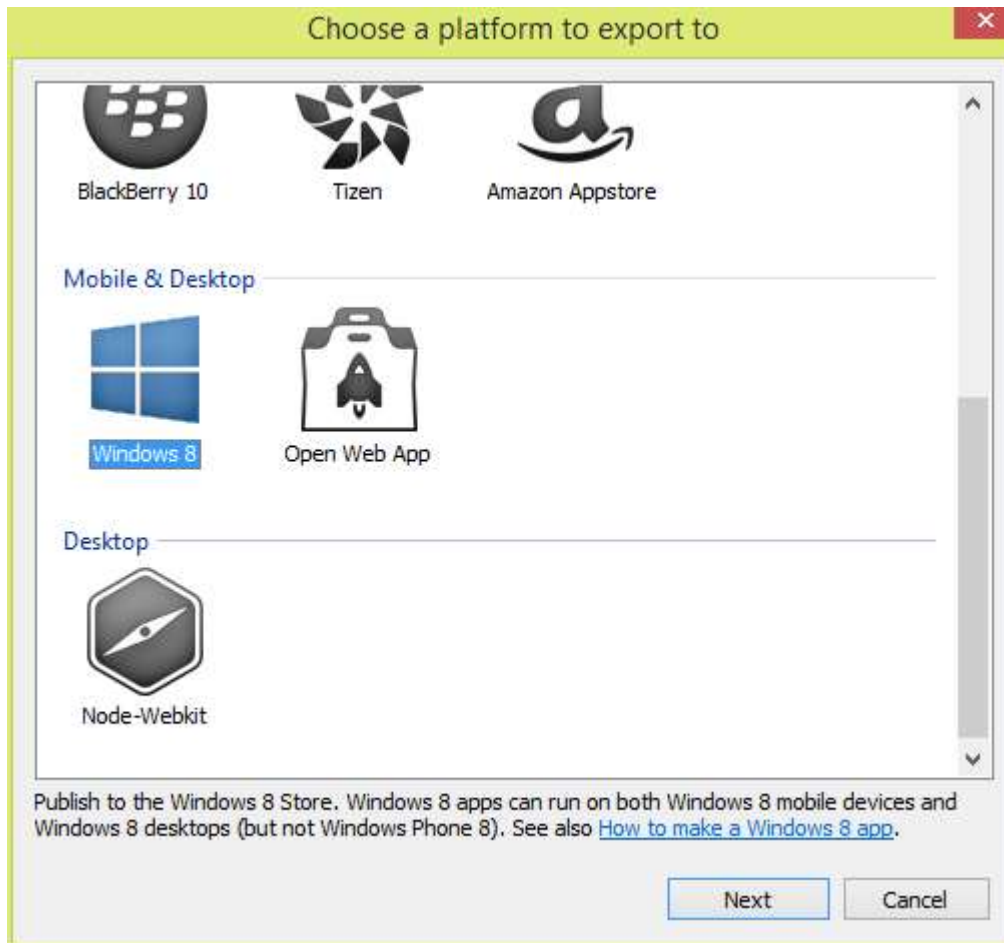 Choose a platform to export to
BlackBerry 10 Tizen Amazon Appstore
Mobile & Desktop
Windows 8 Open Web App
Desktop
Node-Webkit
Publish to the Windows 8 Store. Windows 8 apps can run on both Windows 8 mobile devices and
Windows 8 desktops (but not Windows Phone 8). See also How to make a Windows 8 app.
Next Cancel